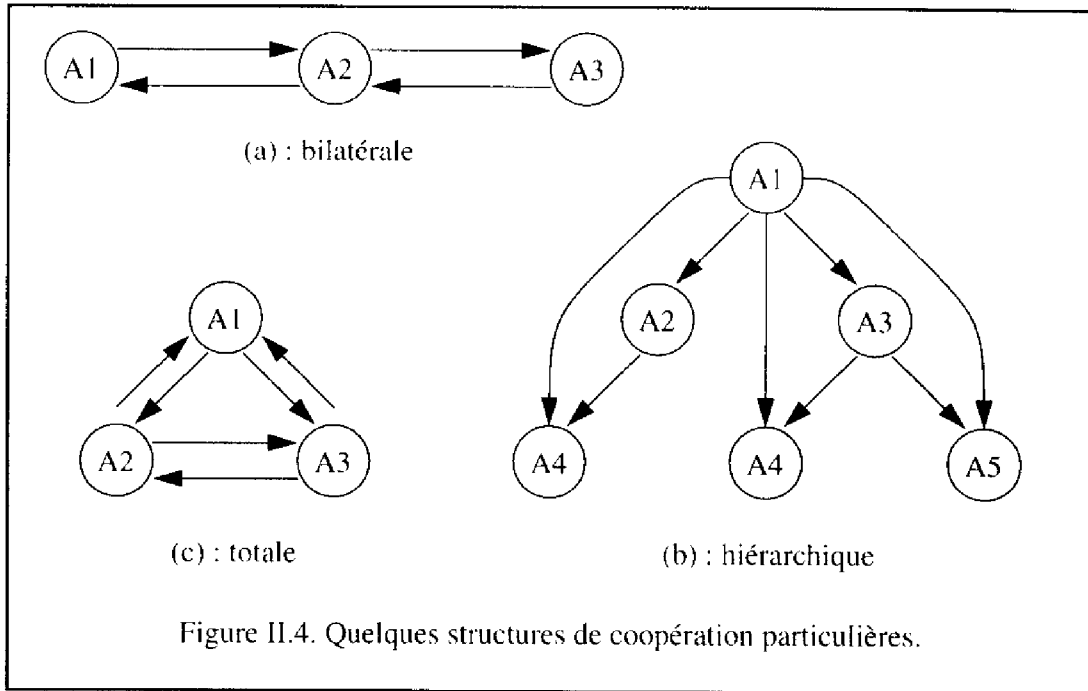 A1 A2 A3
(a) : bilatérale
A1
A2 A3
A4 A4 A5
(b) : hiérarchique
A1
A2 A3
(c) : totale
Figure II.4. Quelques structures de coopération particulières.